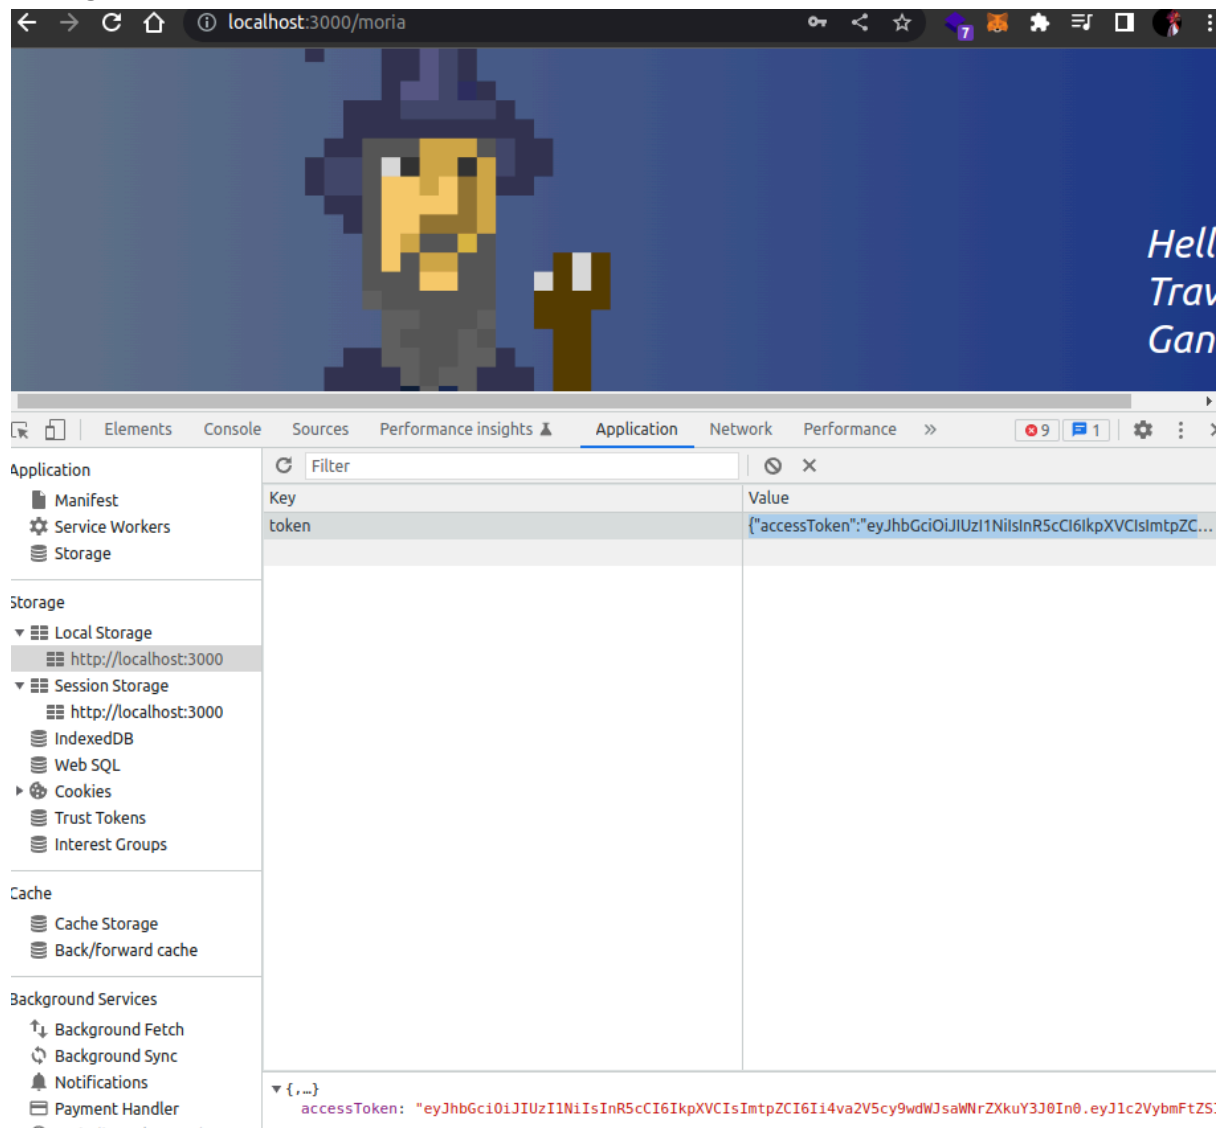 localhost:3000/moria
7
Hell
Trav
Gan
Elements Console Sources Performance insights Application Network Performance » 9 1
Application
Filter
Manifest
Key Value
Service Workers
token {"accessToken":"eyJhbGciOiJIUzI1NiIsInR5cCI6IkpXVCIsImtpZC...
Storage
Storage
Local Storage
http://localhost:3000
Session Storage
http://localhost:3000
IndexedDB
Web SQL
Cookies
Trust Tokens
Interest Groups
Cache
Cache Storage
Back/forward cache
Background Services
Background Fetch
Background Sync
Notifications
Payment Handler
{,…}
accessToken: "eyJhbGciOiJIUzI1NiIsInR5cCI6IkpXVCIsImtpZCI6Ii4va2V5cy9wdWJsaWNrZXkuY3J0In0.eyJ1c2VybmFtZSI